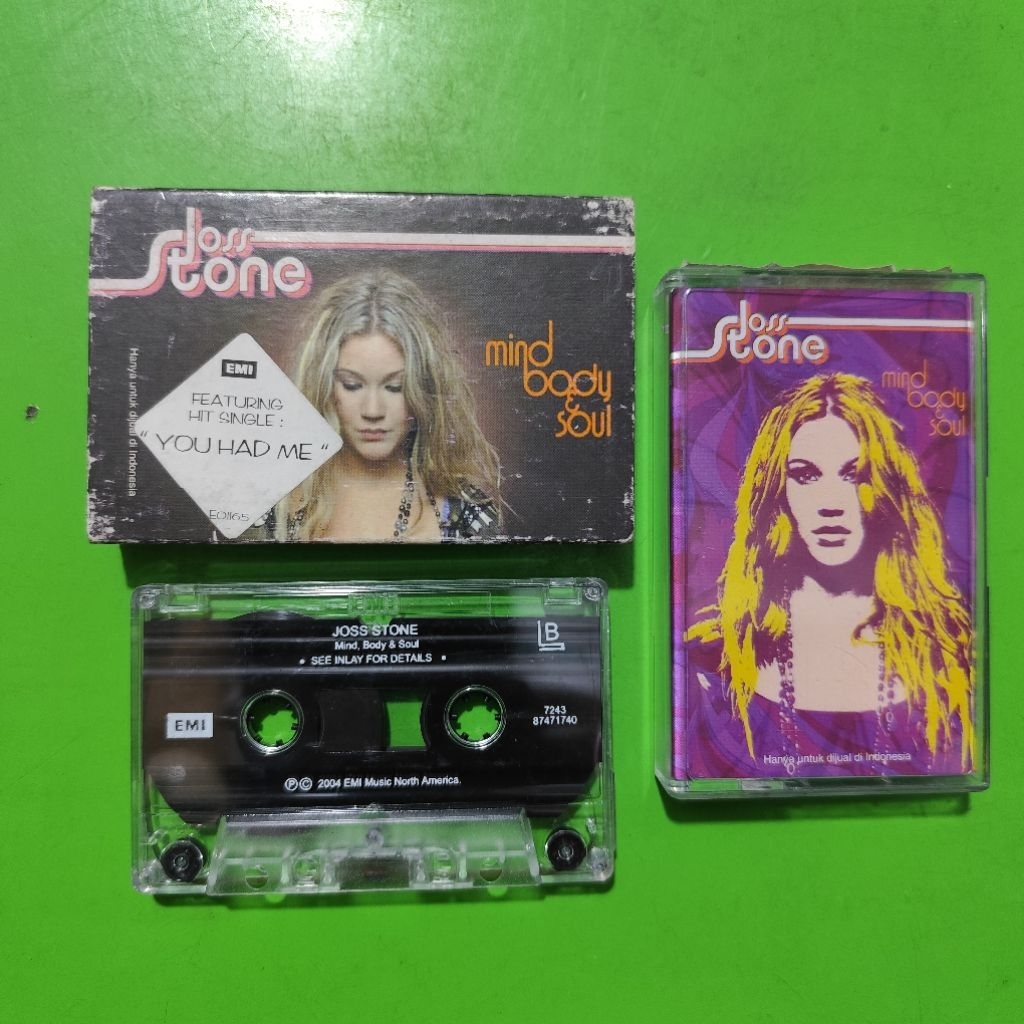 Joss
Stone
mind
body
&
soul
Hanya untuk dijual di Indonesia
EMI
FEATURING
HIT SINGLE :
"YOU HAD ME"
E01165
Joss
Stone
mind
body
&
soul
Hanya untuk dijual di Indonesia
EMI
JOSS STONE
Mind, Body & Soul
• SEE INLAY FOR DETAILS •
B
EMI
7243
87471740
℗© 2004 EMI Music North America.